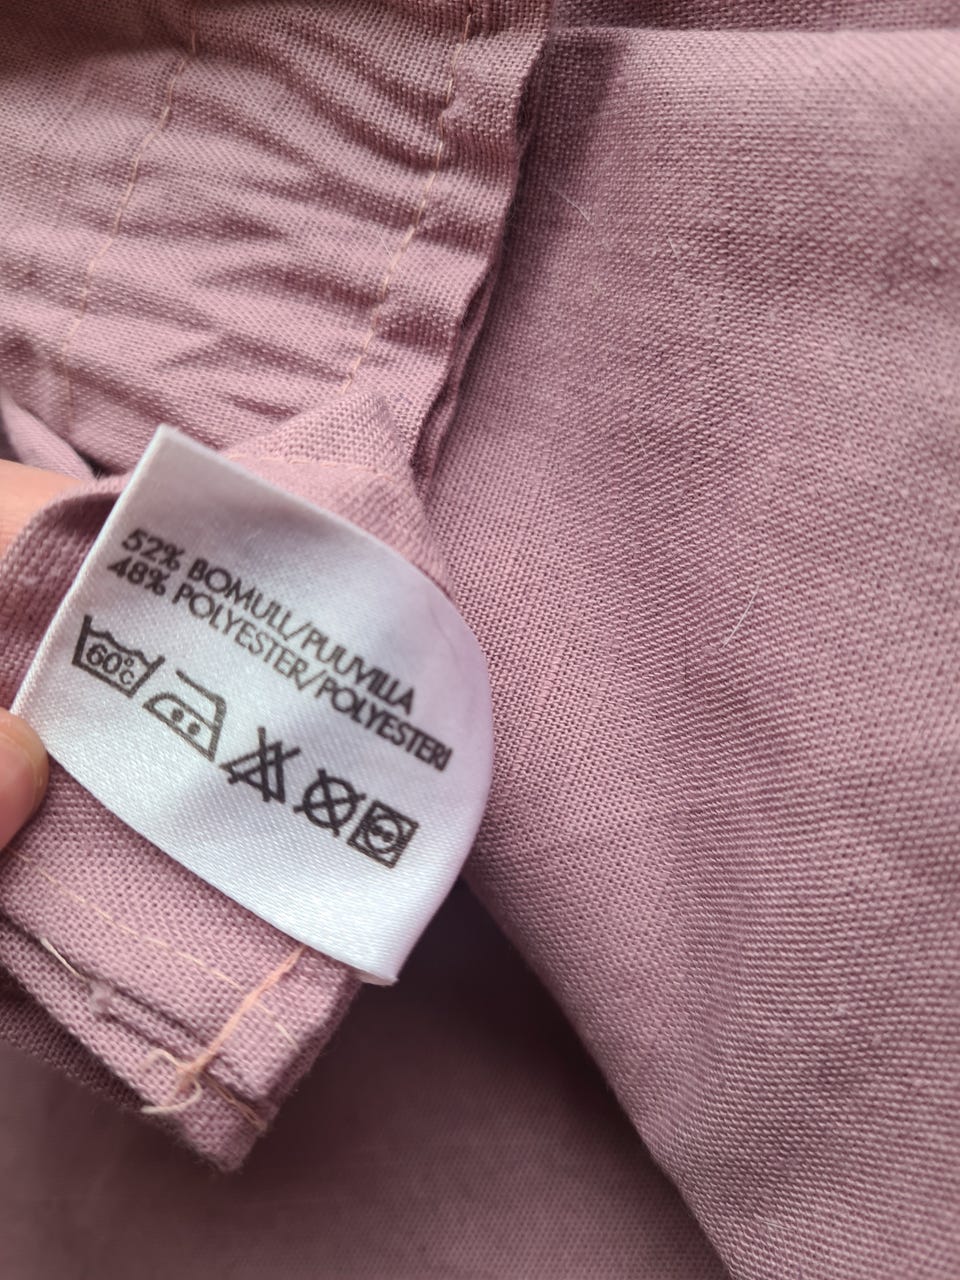 52% BOMULL/PUUVILLA
48% POLYESTER/POLYESTERI
60°C